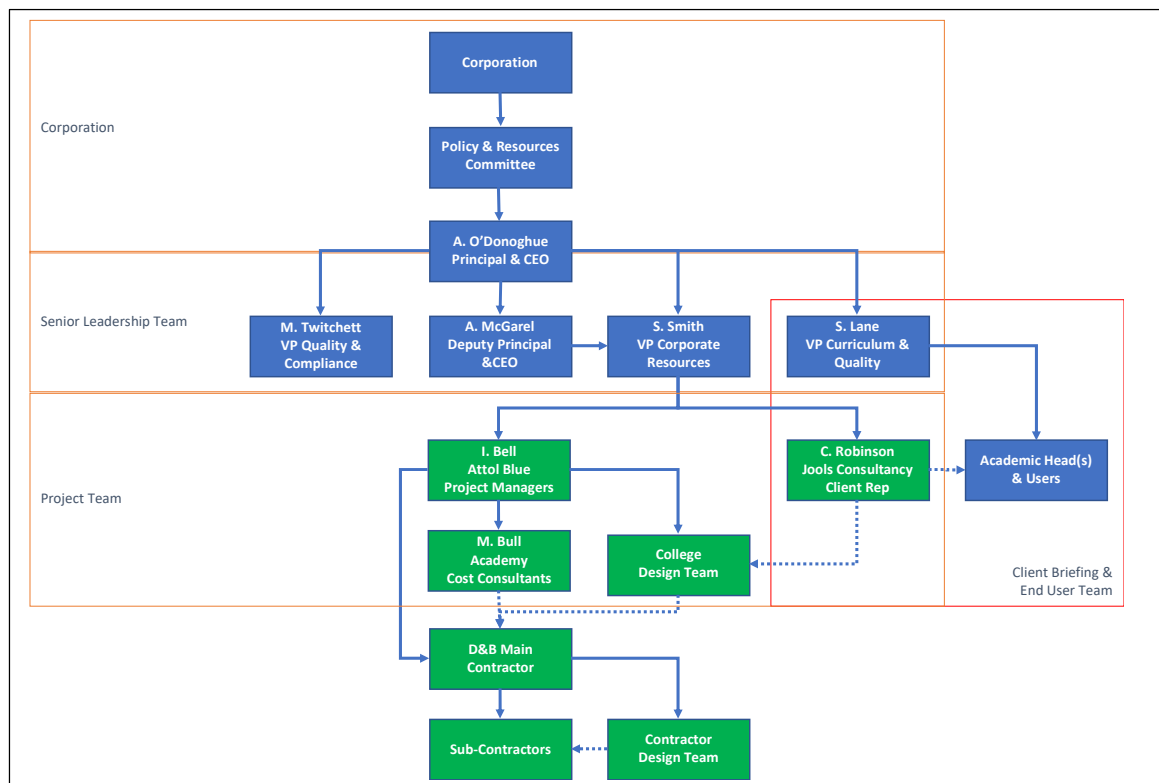 Corporation
Corporation
Policy & Resources
Committee
A. O’Donoghue
Principal & CEO
Senior Leadership Team
M. Twitchett
VP Quality &
Compliance
A. McGarel
Deputy Principal
&CEO
S. Smith
VP Corporate
Resources
S. Lane
VP Curriculum &
Quality
Project Team
I. Bell
Attol Blue
Project Managers
C. Robinson
Jools Consultancy
Client Rep
Academic Head(s)
& Users
M. Bull
Academy
Cost Consultants
College
Design Team
Client Briefing &
End User Team
D&B Main
Contractor
Sub-Contractors
Contractor
Design Team